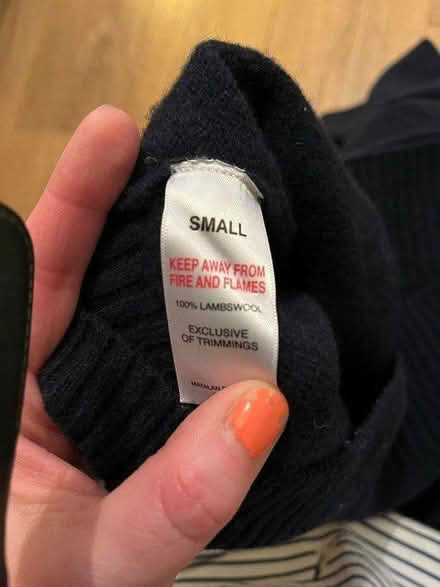 SMALL
KEEP AWAY FROM
FIRE AND FLAMES
100% LAMBSWOOL
EXCLUSIVE
OF TRIMMINGS